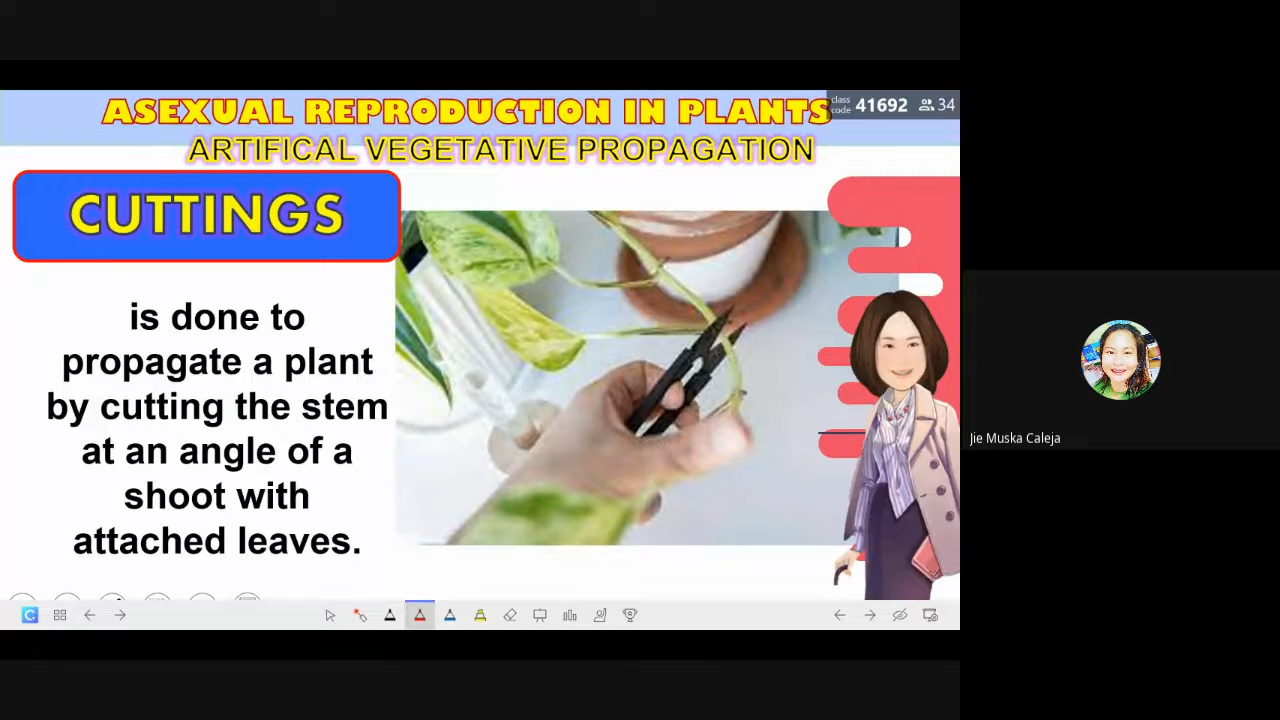 ASEXUAL REPRODUCTION IN PLANTS
class
code 41692 34
ARTIFICAL VEGETATIVE PROPAGATION
CUTTINGS
is done to
propagate a plant
by cutting the stem
at an angle of a
shoot with
attached leaves.
Jie Muska Caleja